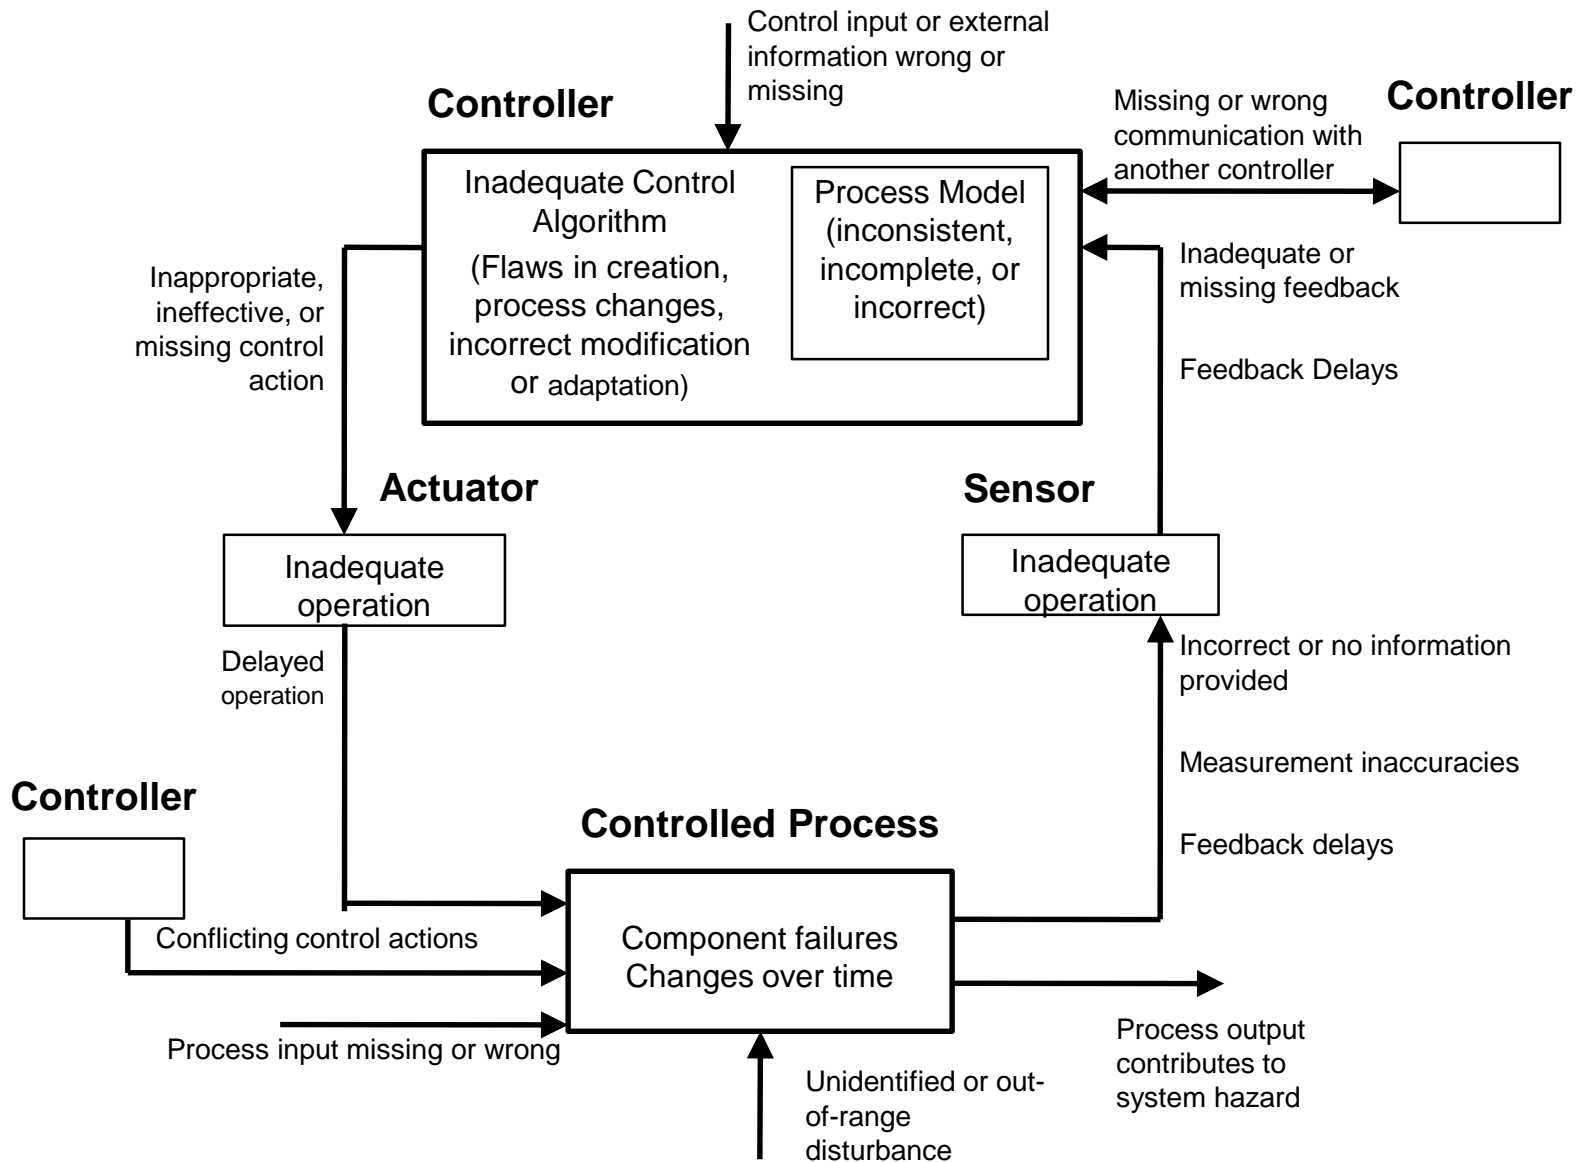 Control input or external
information wrong or
missing
Controller
Missing or wrong
communication with
another controller
Controller
Inadequate Control
Algorithm
(Flaws in creation,
process changes,
incorrect modification
or adaptation)
Process Model
(inconsistent,
incomplete, or
incorrect)
Inappropriate,
ineffective, or
missing control
action
Inadequate or
missing feedback
Feedback Delays
Actuator
Sensor
Inadequate
operation
Inadequate
operation
Delayed
operation
Incorrect or no information
provided
Measurement inaccuracies
Feedback delays
Controller
Controlled Process
Conflicting control actions
Component failures
Changes over time
Process input missing or wrong
Process output
contributes to
system hazard
Unidentified or out-
of-range
disturbance